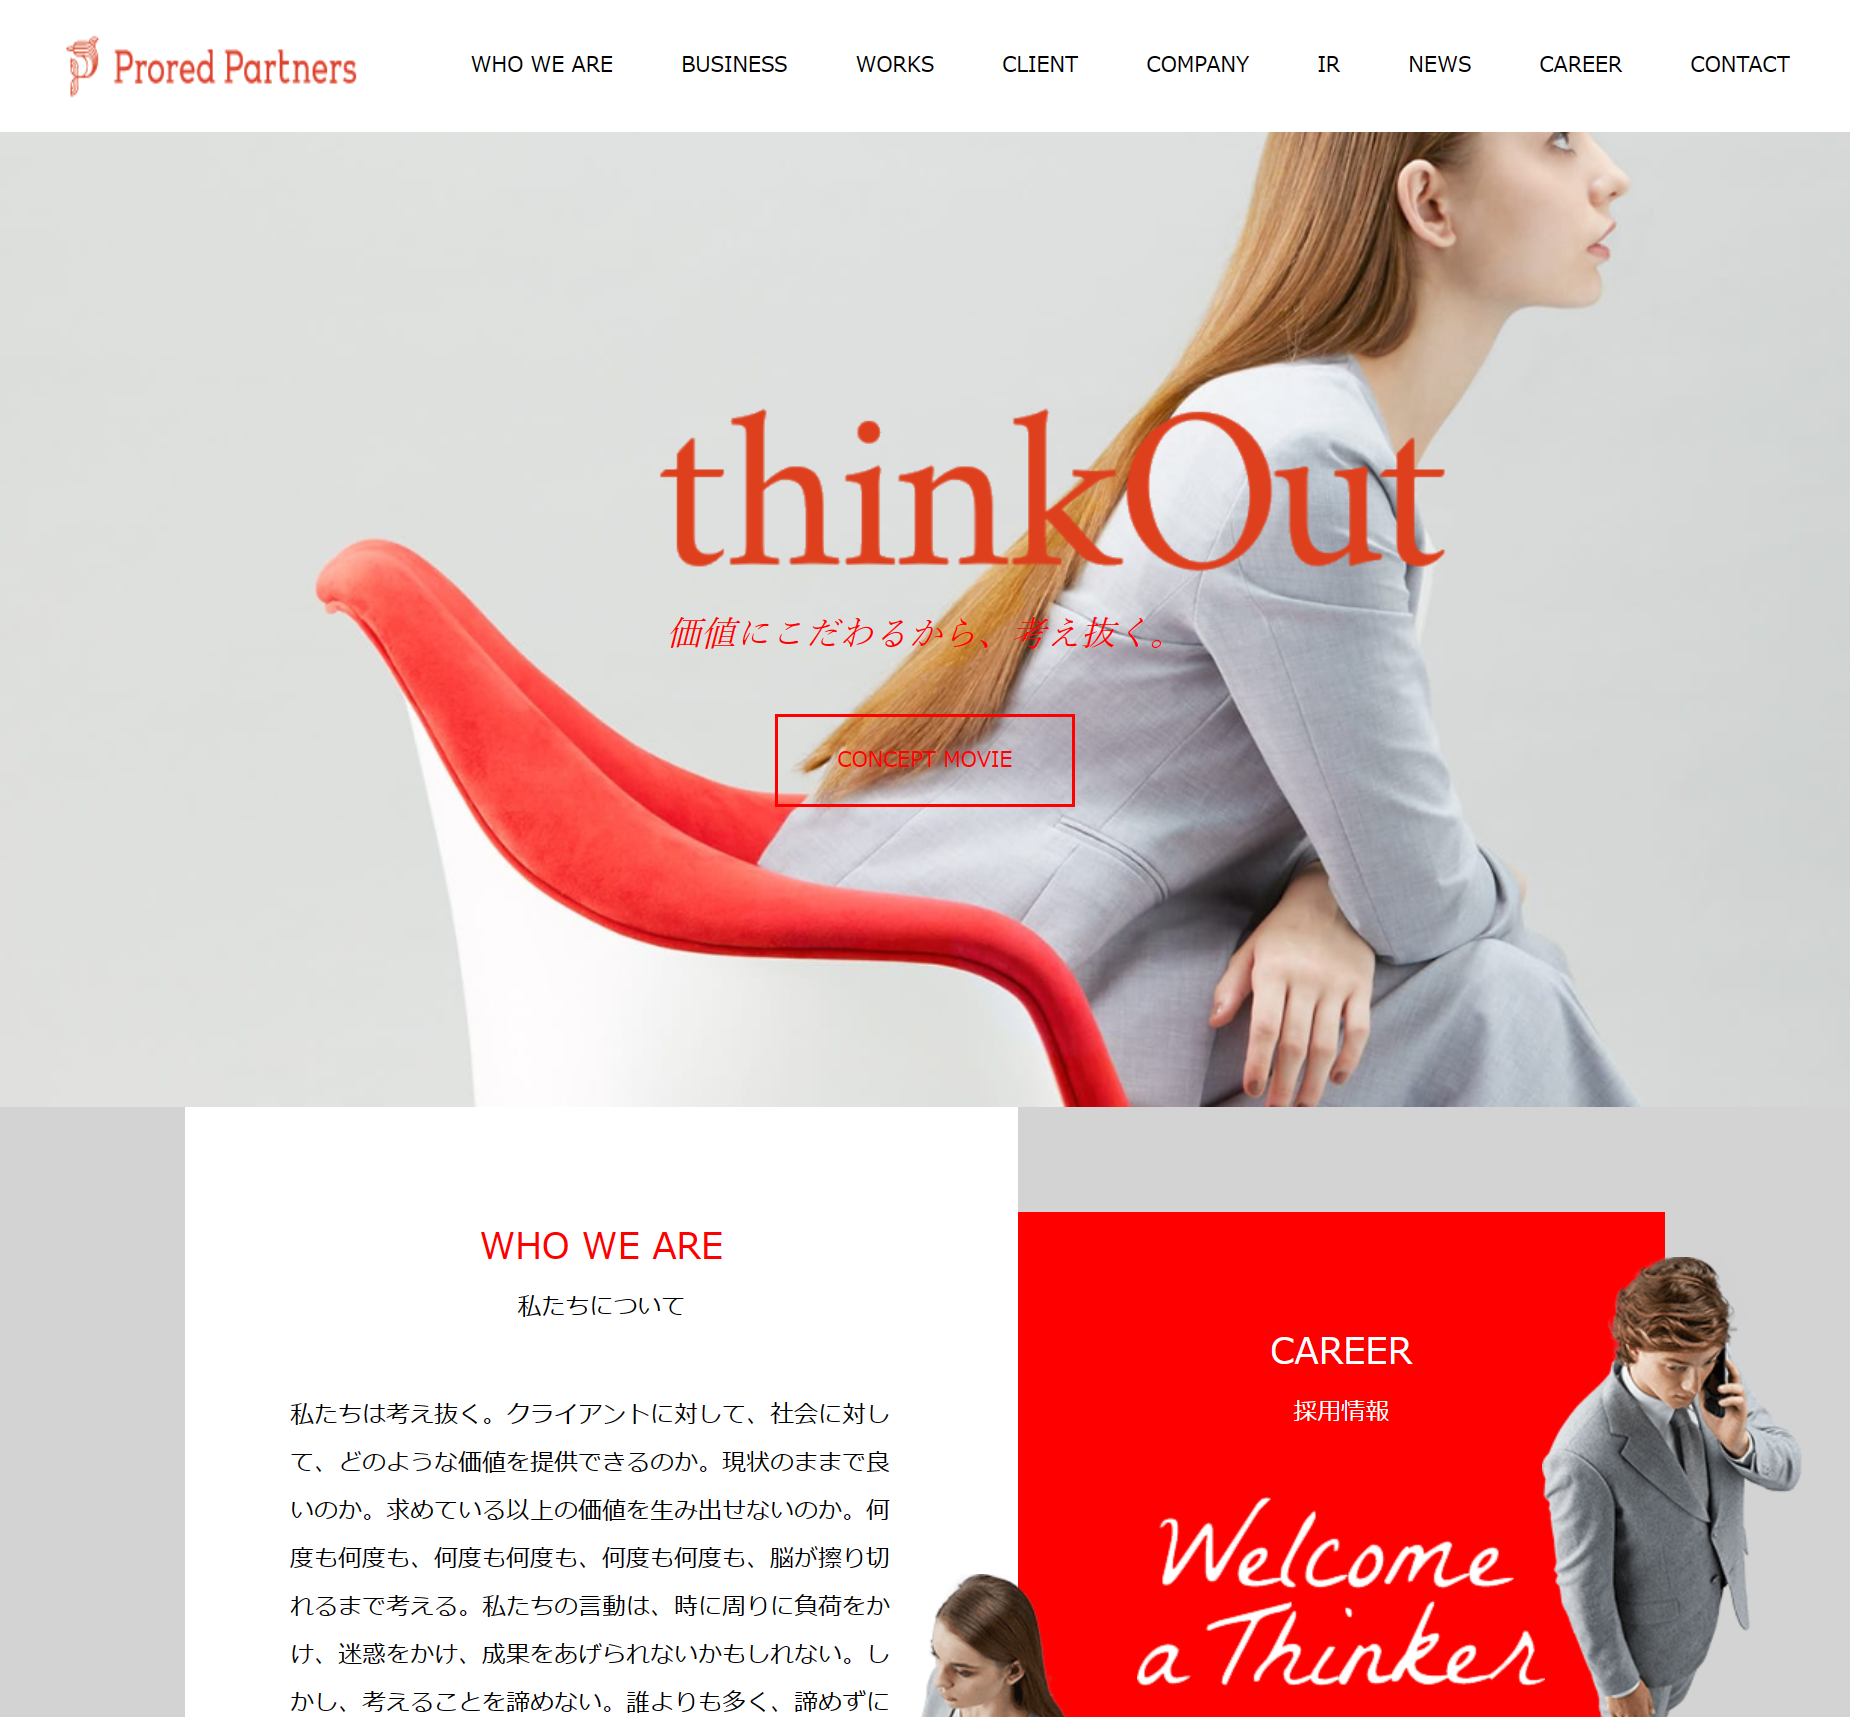 Prored Partners
WHO WE ARE
BUSINESS
WORKS
CLIENT
COMPANY
IR
NEWS
CAREER
CONTACT
thinkOut
価値にこだわるから、考え抜く。
CONCEPT MOVIE
WHO WE ARE
私たちについて
私たちは考え抜く。クライアントに対して、社会に対し
て、どのような価値を提供できるのか。現状のままで良
いのか。求めている以上の価値を生み出せないのか。何
度も何度も、何度も何度も、何度も何度も、脳が擦り切
れるまで考える。私たちの言動は、時に周りに負荷をか
け、迷惑をかけ、成果をあげられないかもしれない。し
かし、考えることを諦めない。誰よりも多く、諦めずに
CAREER
採用情報
Welcome
a Thinker